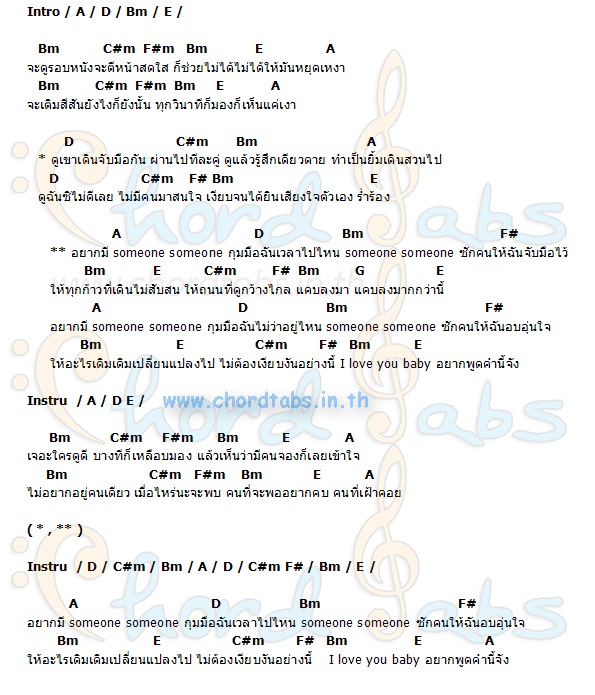 Intro / A / D / Bm / E /
Bm C#m F#m Bm E A
จะดูรอบหนังจะตีหน้าสดใส ก็ช่วยไม่ได้ไม่ได้ให้มันหยุดเหงา
Bm C#m F#m Bm E A
จะเติมสีสันยังไงก็ยังนั้น ทุกวินาทีก็มองก็เห็นแค่เงา
D C#m Bm A
* ดูเขาเดินจับมือกัน ผ่านไปทีละคู่ ดูแล้วรู้สึกเดียวดาย ทำเป็นยิ้มเดินสวนไป
D C#m F# Bm E
ดูฉันซิไม่ดีเลย ไม่มีคนมาสนใจ เงียบจนได้ยินเสียงใจตัวเอง ร่ำร้อง
A D Bm F#
** อยากมี someone someone กุมมือฉันเวลาไปไหน someone someone ซักคนให้ฉันจับมือไว้
Bm E C#m F# Bm G E
ให้ทุกก้าวที่เดินไม่สับสน ให้ถนนที่ดูกว้างไกล แคบลงมา แคบลงมากกว่านี้
A D Bm F#
อยากมี someone someone กุมมือฉันไม่ว่าอยู่ไหน someone someone ซักคนให้ฉันอบอุ่นใจ
Bm E C#m F# Bm E
ให้อะไรเดิมเดิมเปลี่ยนแปลงไป ไม่ต้องเงียบงันอย่างนี้ I love you baby อยากพูดคำนี้จัง
Instru / A / D E /
www.chordtabs.in.th
Bm C#m F#m Bm E A
เจอะใครดูดี บางทีก็เหลือบมอง แล้วเห็นว่ามีคนจองก็เลยเข้าใจ
Bm C#m F#m Bm E A
ไม่อยากอยู่คนเดียว เมื่อไหร่นะจะพบ คนที่จะพออยากคบ คนที่เฝ้าคอย
( * , ** )
Instru / D / C#m / Bm / A / D / C#m F# / Bm / E /
A D Bm F#
อยากมี someone someone กุมมือฉันเวลาไปไหน someone someone ซักคนให้ฉันอบอุ่นใจ
Bm E C#m F# Bm E A
ให้อะไรเดิมเดิมเปลี่ยนแปลงไป ไม่ต้องเงียบงันอย่างนี้ I love you baby อยากพูดคำนี้จัง